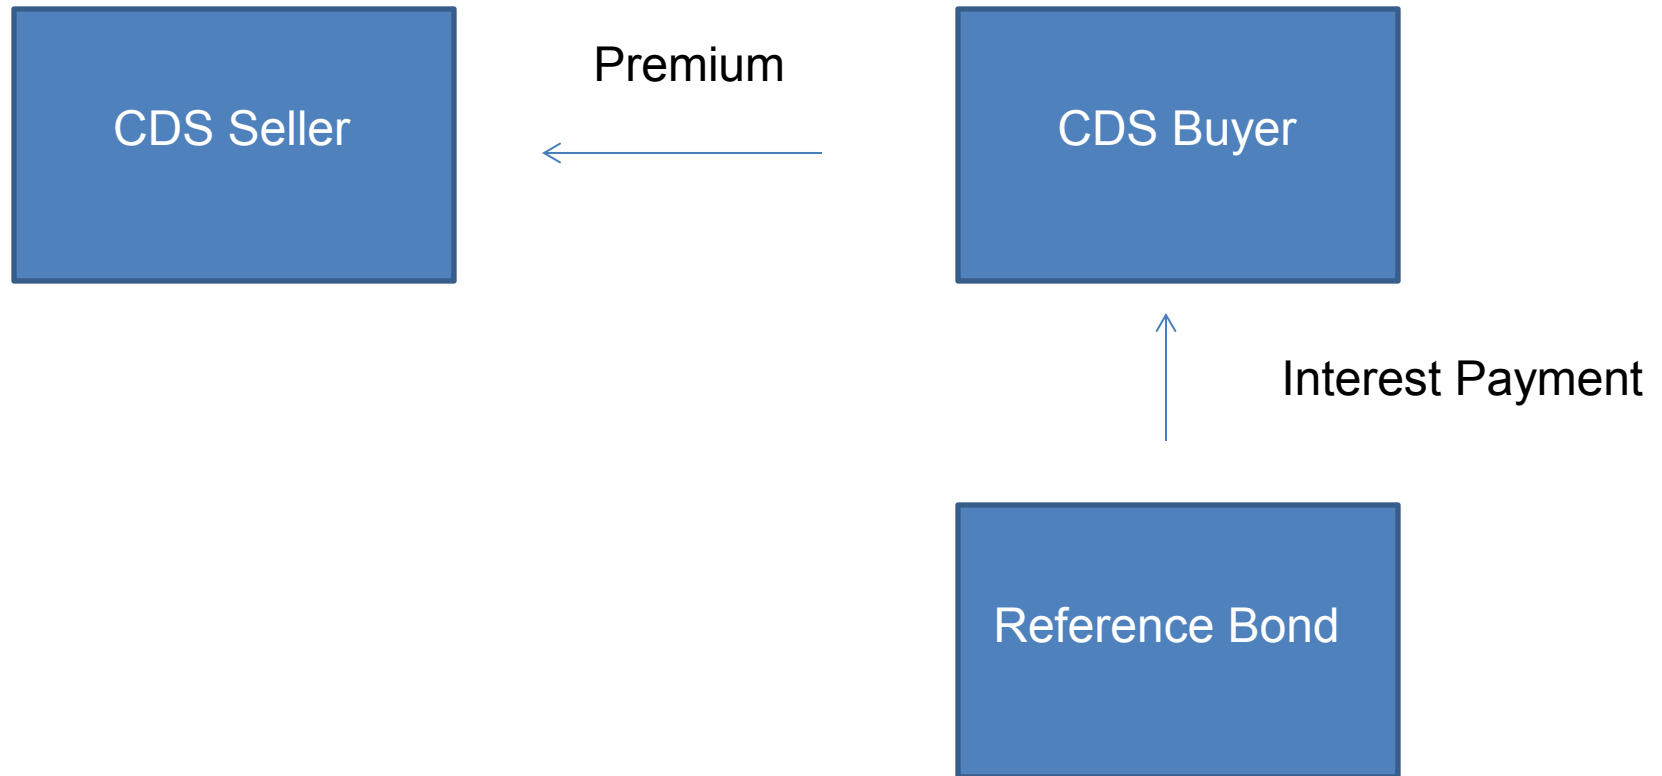 Premium
CDS Seller
CDS Buyer
Interest Payment
Reference Bond